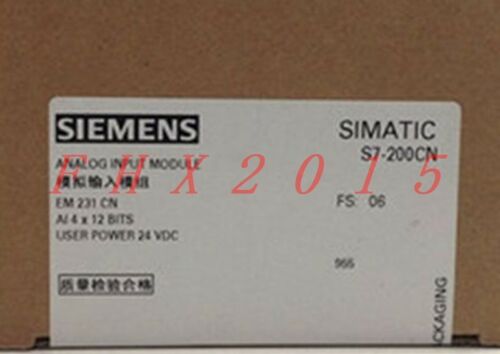 SIEMENS
SIMATIC
S7-200CN
ANALOG INPUT MODULE
模拟输入模组
FHX2015
EM 231 CN
AI 4 x 12 BITS
USER POWER 24 VDC
FS: 06
955
质量检验合格